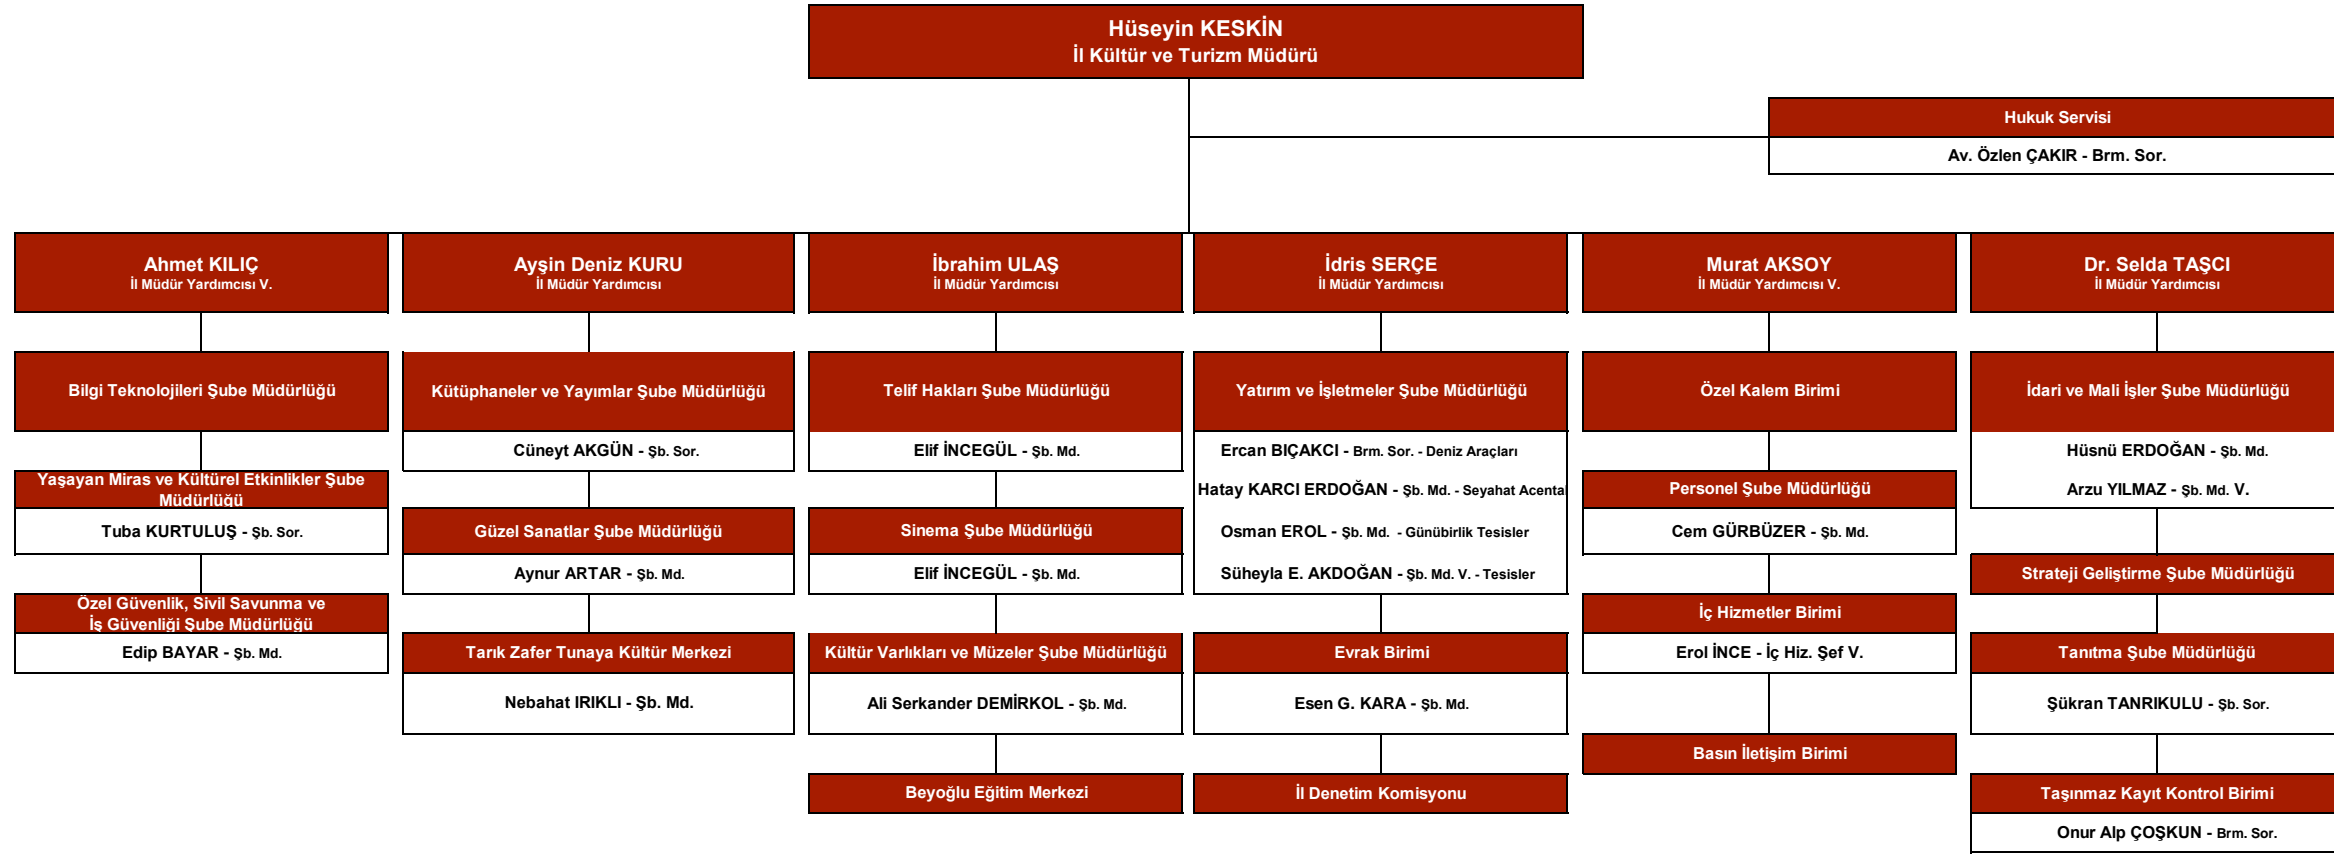 Hüseyin KESKİN
İl Kültür ve Turizm Müdürü
Hukuk Servisi
Av. Özlen ÇAKIR - Brm. Sor.
Ahmet KILIÇ
İl Müdür Yardımcısı V.
Bilgi Teknolojileri Şube Müdürlüğü
Yaşayan Miras ve Kültürel Etkinlikler Şube
Müdürlüğü
Tuba KURTULUŞ - Şb. Sor.
Özel Güvenlik, Sivil Savunma ve
İş Güvenliği Şube Müdürlüğü
Edip BAYAR - Şb. Md.
Ayşin Deniz KURU
İl Müdür Yardımcısı
Kütüphaneler ve Yayımlar Şube Müdürlüğü
Cüneyt AKGÜN - Şb. Sor.
Güzel Sanatlar Şube Müdürlüğü
Aynur ARTAR - Şb. Md.
Tarık Zafer Tunaya Kültür Merkezi
Nebahat IRIKLI - Şb. Md.
İbrahim ULAŞ
İl Müdür Yardımcısı
Telif Hakları Şube Müdürlüğü
Elif İNCEGÜL - Şb. Md.
Sinema Şube Müdürlüğü
Elif İNCEGÜL - Şb. Md.
Kültür Varlıkları ve Müzeler Şube Müdürlüğü
Ali Serkander DEMİRKOL - Şb. Md.
Beyoğlu Eğitim Merkezi
İdris SERÇE
İl Müdür Yardımcısı
Yatırım ve İşletmeler Şube Müdürlüğü
Ercan BIÇAKCI - Brm. Sor. - Deniz Araçları
Hatay KARCI ERDOĞAN - Şb. Md. - Seyahat Acenta
Osman EROL - Şb. Md. - Günübirlik Tesisler
Süheyla E. AKDOĞAN - Şb. Md. V. - Tesisler
Evrak Birimi
Esen G. KARA - Şb. Md.
İl Denetim Komisyonu
Murat AKSOY
İl Müdür Yardımcısı V.
Özel Kalem Birimi
Personel Şube Müdürlüğü
Cem GÜRBÜZER - Şb. Md.
İç Hizmetler Birimi
Erol İNCE - İç Hiz. Şef V.
Basın İletişim Birimi
Dr. Selda TAŞCI
İl Müdür Yardımcısı
İdari ve Mali İşler Şube Müdürlüğü
Hüsnü ERDOĞAN - Şb. Md.
Arzu YILMAZ - Şb. Md. V.
Strateji Geliştirme Şube Müdürlüğü
Tanıtma Şube Müdürlüğü
Şükran TANRIKULU - Şb. Sor.
Taşınmaz Kayıt Kontrol Birimi
Onur Alp ÇOŞKUN - Brm. Sor.